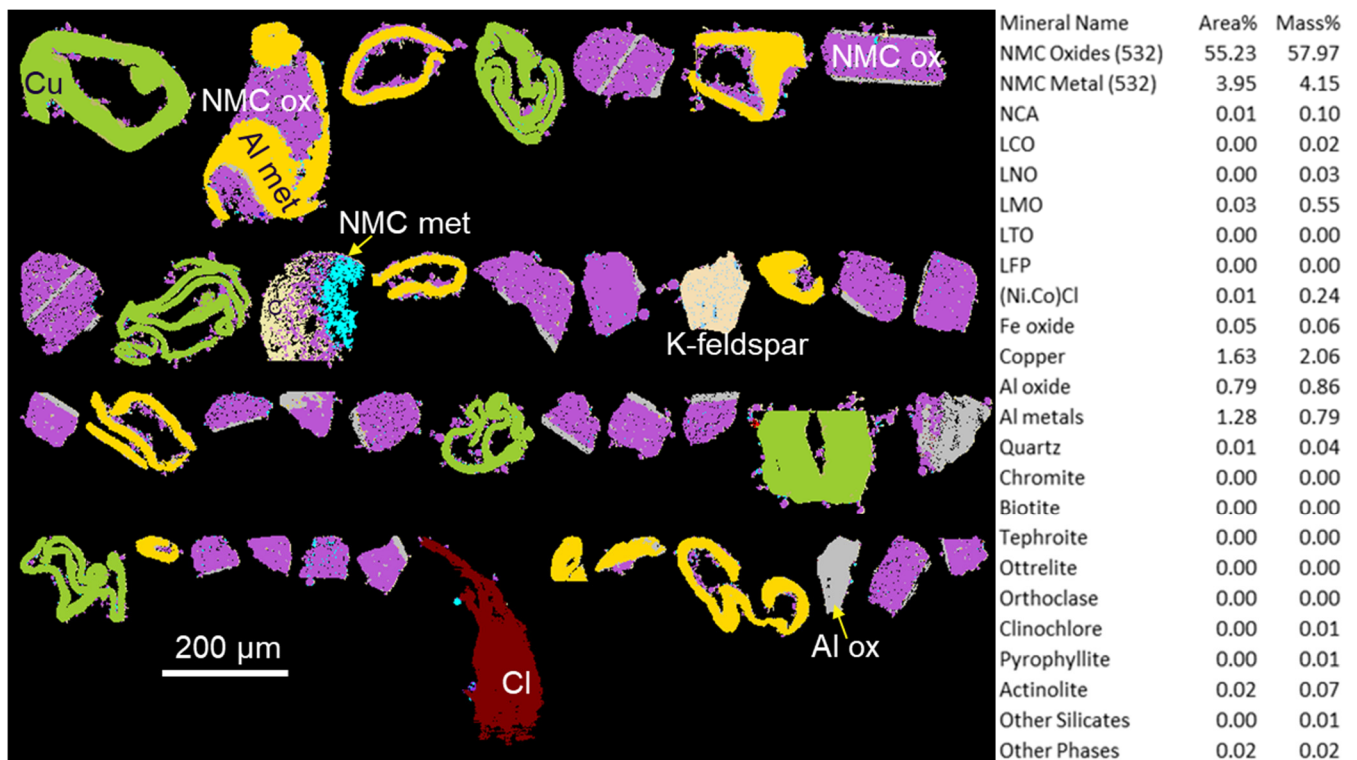 Cu
NMC ox
Al met
NMC ox
NMC met
K-feldspar
200 µm
Cl
Al ox
Mineral Name Area% Mass%
NMC Oxides (532) 55.23 57.97
NMC Metal (532) 3.95 4.15
NCA 0.01 0.10
LCO 0.00 0.02
LNO 0.00 0.03
LMO 0.03 0.55
LTO 0.00 0.00
LFP 0.00 0.00
(Ni.Co)Cl 0.01 0.24
Fe oxide 0.05 0.06
Copper 1.63 2.06
Al oxide 0.79 0.86
Al metals 1.28 0.79
Quartz 0.01 0.04
Chromite 0.00 0.00
Biotite 0.00 0.00
Tephroite 0.00 0.00
Ottrelite 0.00 0.00
Orthoclase 0.00 0.00
Clinochlore 0.00 0.01
Pyrophyllite 0.00 0.01
Actinolite 0.02 0.07
Other Silicates 0.00 0.01
Other Phases 0.02 0.02